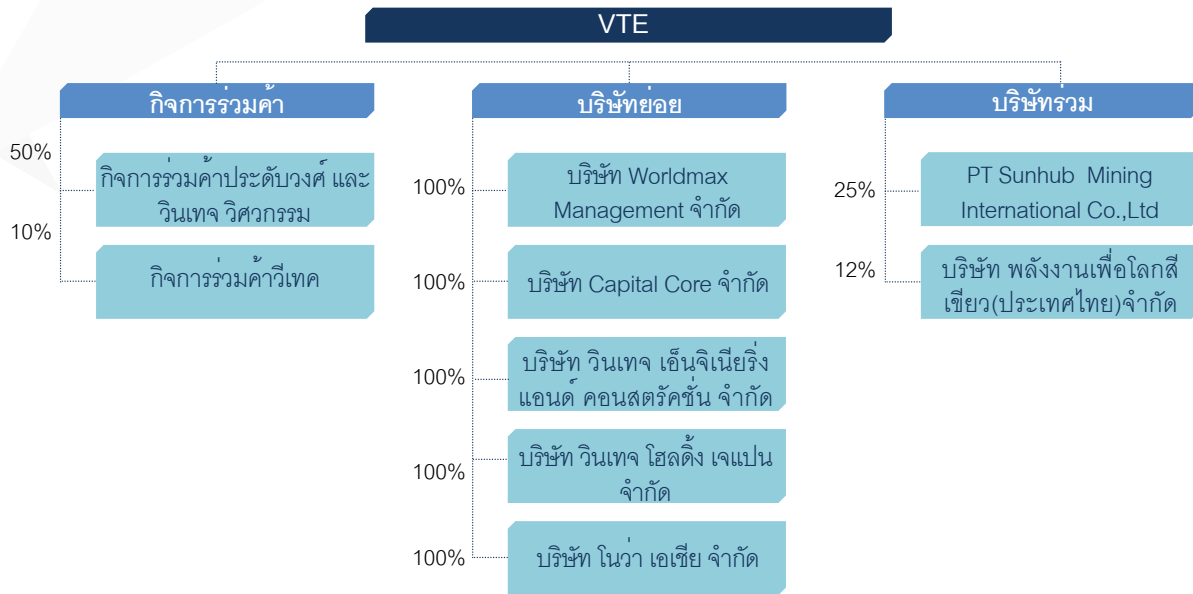 VTE
กิจการร่วมค้า
50%
กิจการร่วมค้าประดับวงศ์ และ
วินเทจ วิศวกรรม
10%
กิจการร่วมค้าวีเทค
บริษัทย่อย
100%
บริษัท Worldmax
Management จำกัด
100%
บริษัท Capital Core จำกัด
100%
บริษัท วินเทจ เอ็นจิเนียริ่ง
แอนด์ คอนสตรัคชั่น จำกัด
100%
บริษัท วินเทจ โฮลดิ้ง เจแปน
จำกัด
100%
บริษัท โนว่า เอเชีย จำกัด
บริษัทร่วม
25%
PT Sunhub Mining
International Co.,Ltd
12%
บริษัท พลังงานเพื่อโลกสี
เขียว(ประเทศไทย)จำกัด